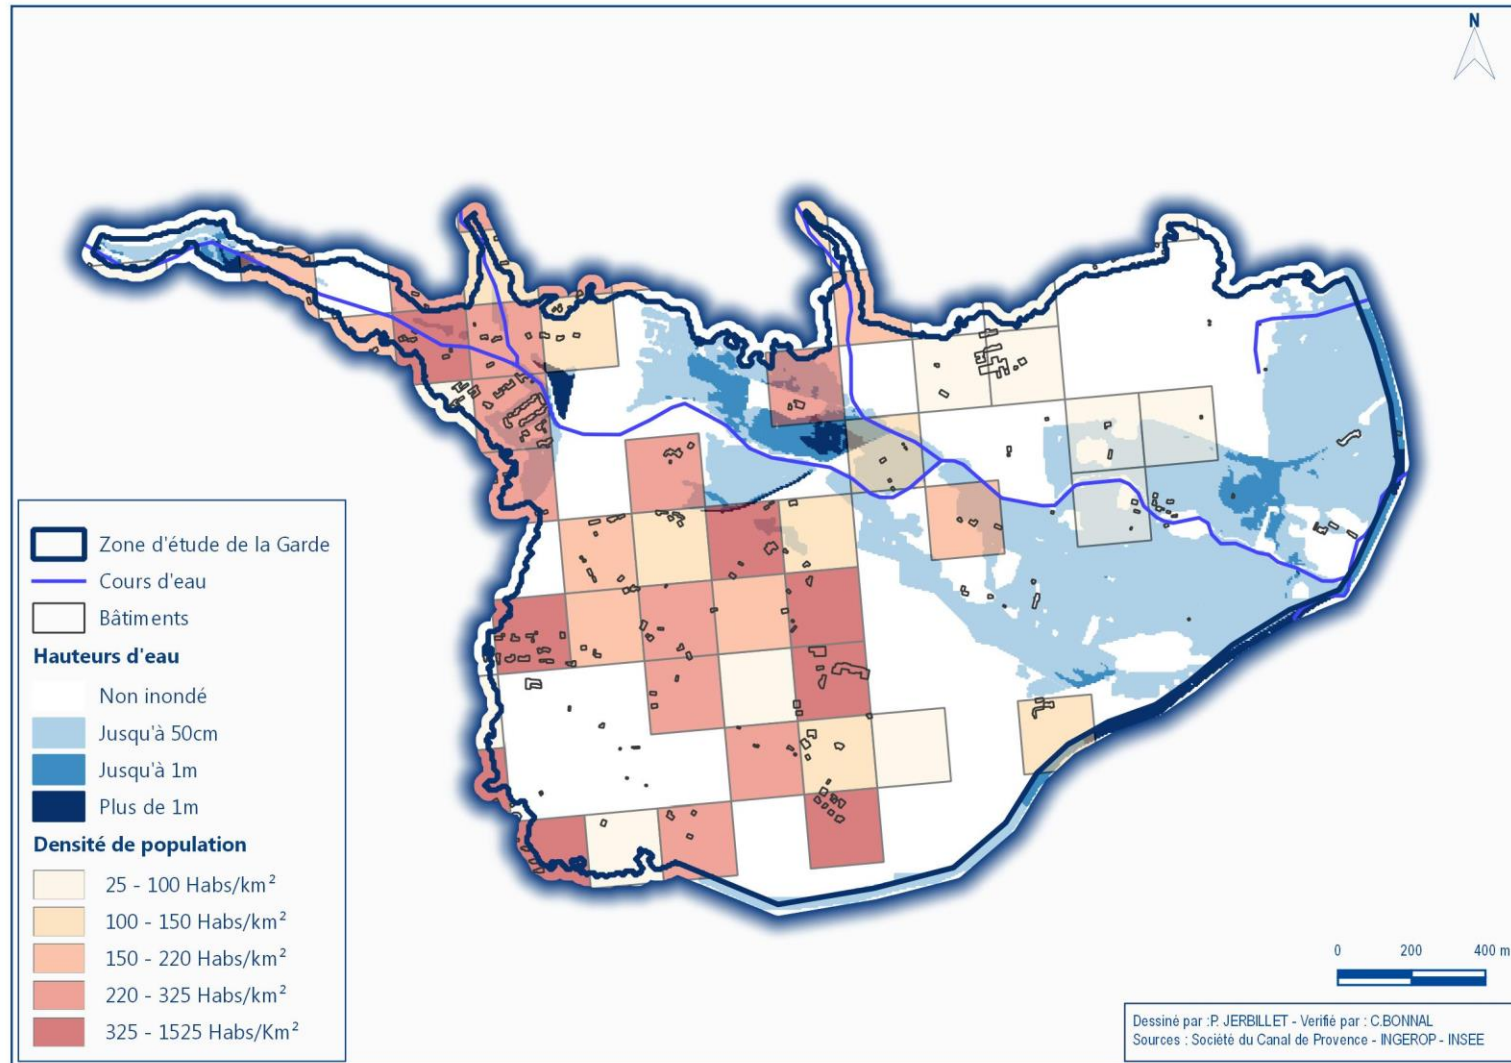 N
Zone d'étude de la Garde
Cours d'eau
Bâtiments
Hauteurs d'eau
Non inondé
Jusqu'à 50cm
Jusqu'à 1m
Plus de 1m
Densité de population
25 - 100 Habs/km²
100 - 150 Habs/km²
150 - 220 Habs/km²
220 - 325 Habs/km²
325 - 1525 Habs/Km²
0 200 400 m
Dessiné par :P. JERBILLET - Verifié par : C.BONNAL
Sources : Société du Canal de Provence - INGEROP - INSEE